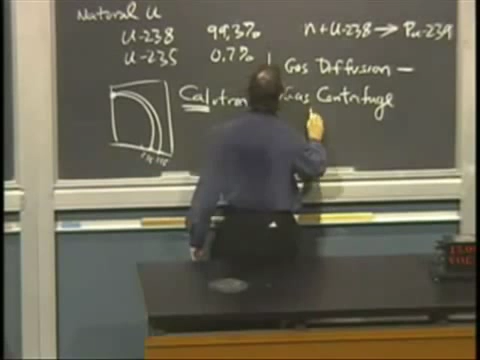 Natural U
U-238 99.3% n+U-238 → Pu-239
U-235 0.7%
Gas Diffusion —
Calutron Gas Centrifuge